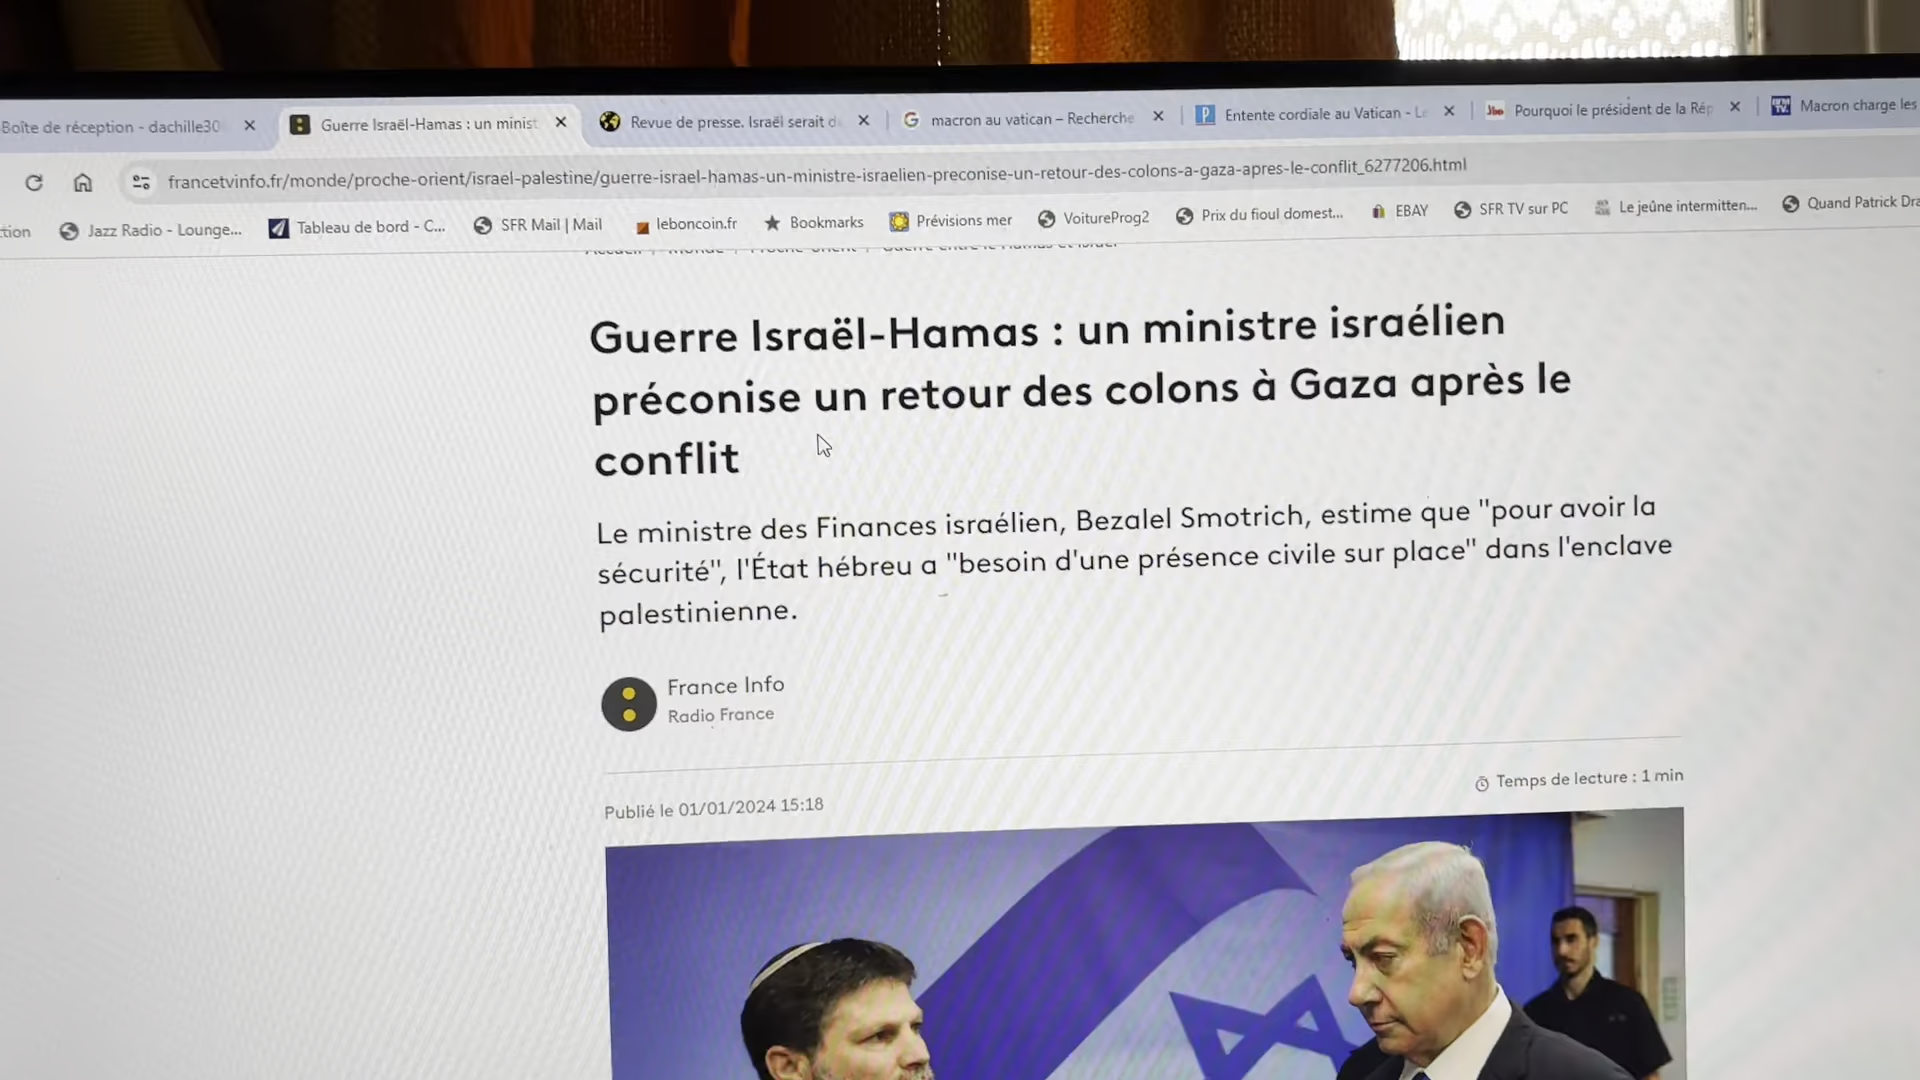 Boîte de réception - dachille30
Guerre Israël-Hamas : un minist
Revue de presse. Israël serait d
macron au vatican – Recherche
Entente cordiale au Vatican - Le
Pourquoi le président de la Rép
Macron charge les
francetvinfo.fr/monde/proche-orient/israel-palestine/guerre-israel-hamas-un-ministre-israelien-preconise-un-retour-des-colons-a-gaza-apres-le-conflit_6277206.html
tion
Jazz Radio - Lounge...
Tableau de bord - C...
SFR Mail | Mail
leboncoin.fr
Bookmarks
Prévisions mer
VoitureProg2
Prix du fioul domest...
EBAY
SFR TV sur PC
Le jeûne intermitten...
Quand Patrick Dra
Guerre Israël-Hamas : un ministre israélien
préconise un retour des colons à Gaza après le
conflit
Le ministre des Finances israélien, Bezalel Smotrich, estime que "pour avoir la
sécurité", l'État hébreu a "besoin d'une présence civile sur place" dans l'enclave
palestinienne.
France Info
Radio France
Temps de lecture : 1 min
Publié le 01/01/2024 15:18